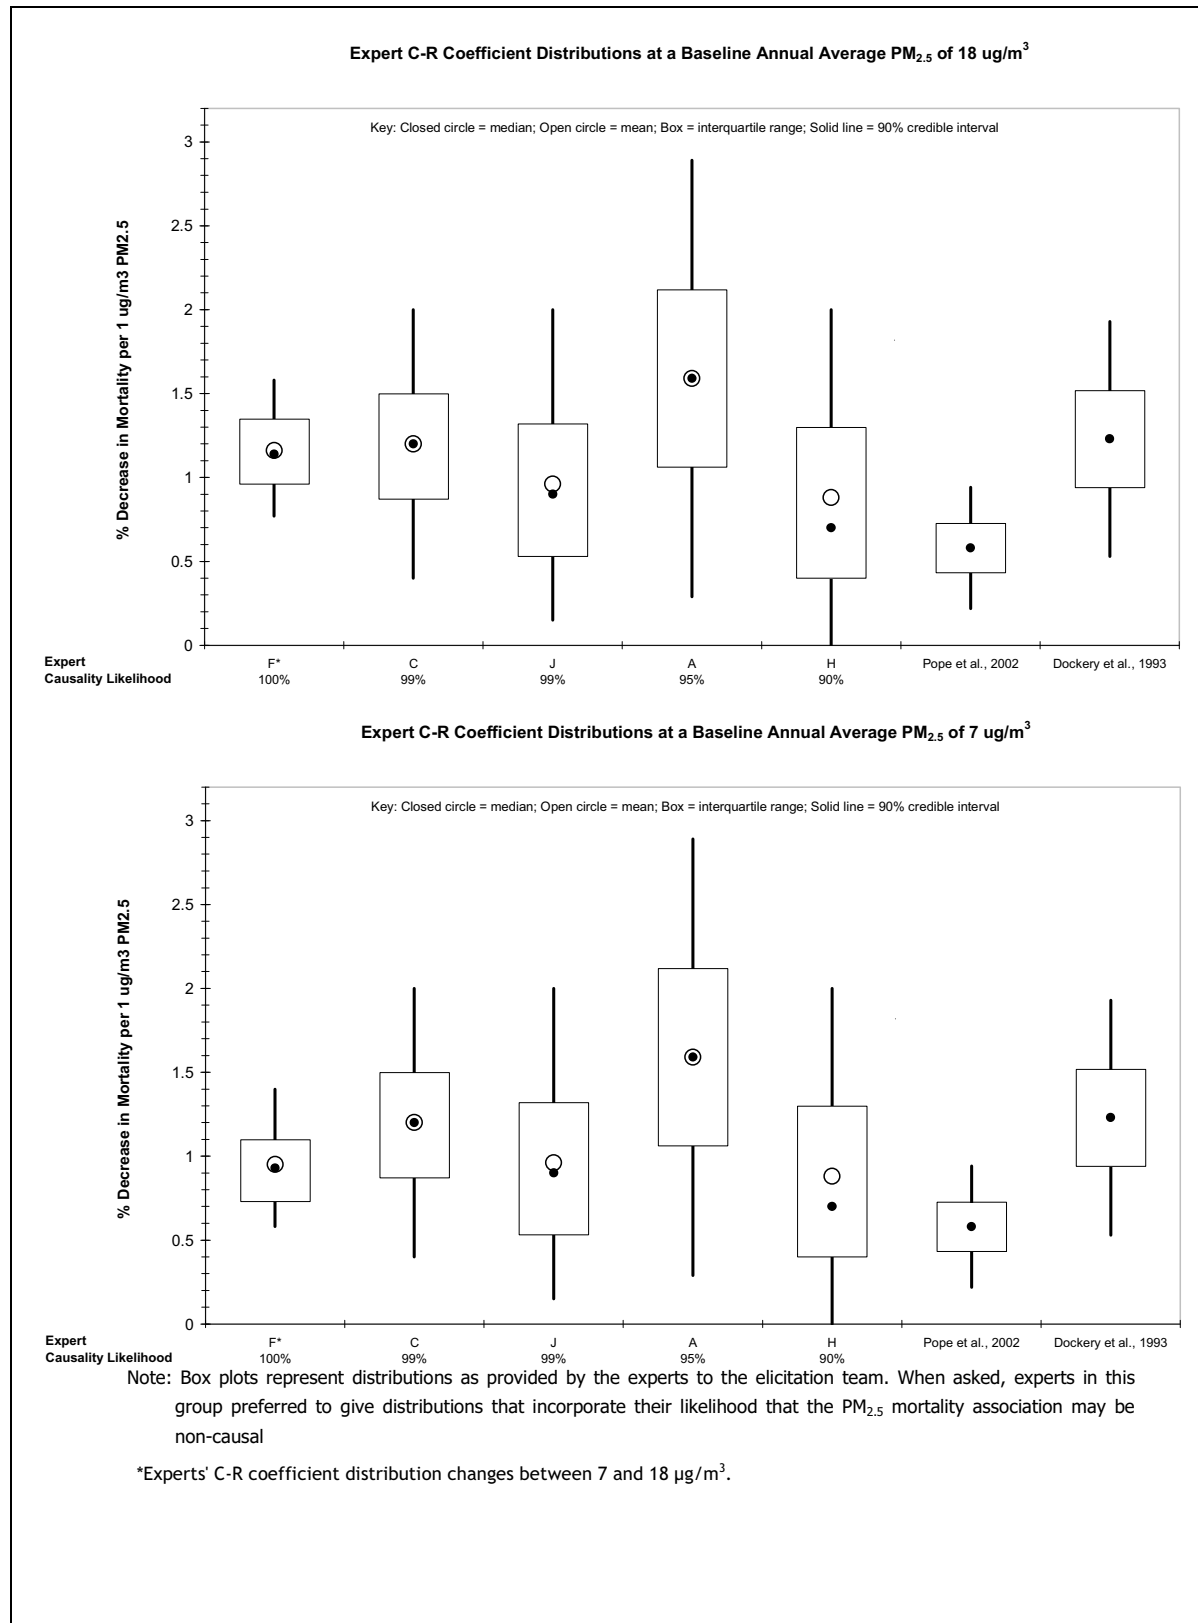 Expert C-R Coefficient Distributions at a Baseline Annual Average PM2.5 of 18 ug/m3
Key: Closed circle = median; Open circle = mean; Box = interquartile range; Solid line = 90% credible interval
% Decrease in Mortality per 1 ug/m3 PM2.5
3
2.5
2
1.5
1
0.5
0
Expert F* C J A H Pope et al., 2002 Dockery et al., 1993
Causality Likelihood 100% 99% 99% 95% 90%
Expert C-R Coefficient Distributions at a Baseline Annual Average PM2.5 of 7 ug/m3
Key: Closed circle = median; Open circle = mean; Box = interquartile range; Solid line = 90% credible interval
% Decrease in Mortality per 1 ug/m3 PM2.5
3
2.5
2
1.5
1
0.5
0
Expert F* C J A H Pope et al., 2002 Dockery et al., 1993
Causality Likelihood 100% 99% 99% 95% 90%
Note: Box plots represent distributions as provided by the experts to the elicitation team. When asked, experts in this
group preferred to give distributions that incorporate their likelihood that the PM2.5 mortality association may be
non-causal
*Experts' C-R coefficient distribution changes between 7 and 18 µg/m3.